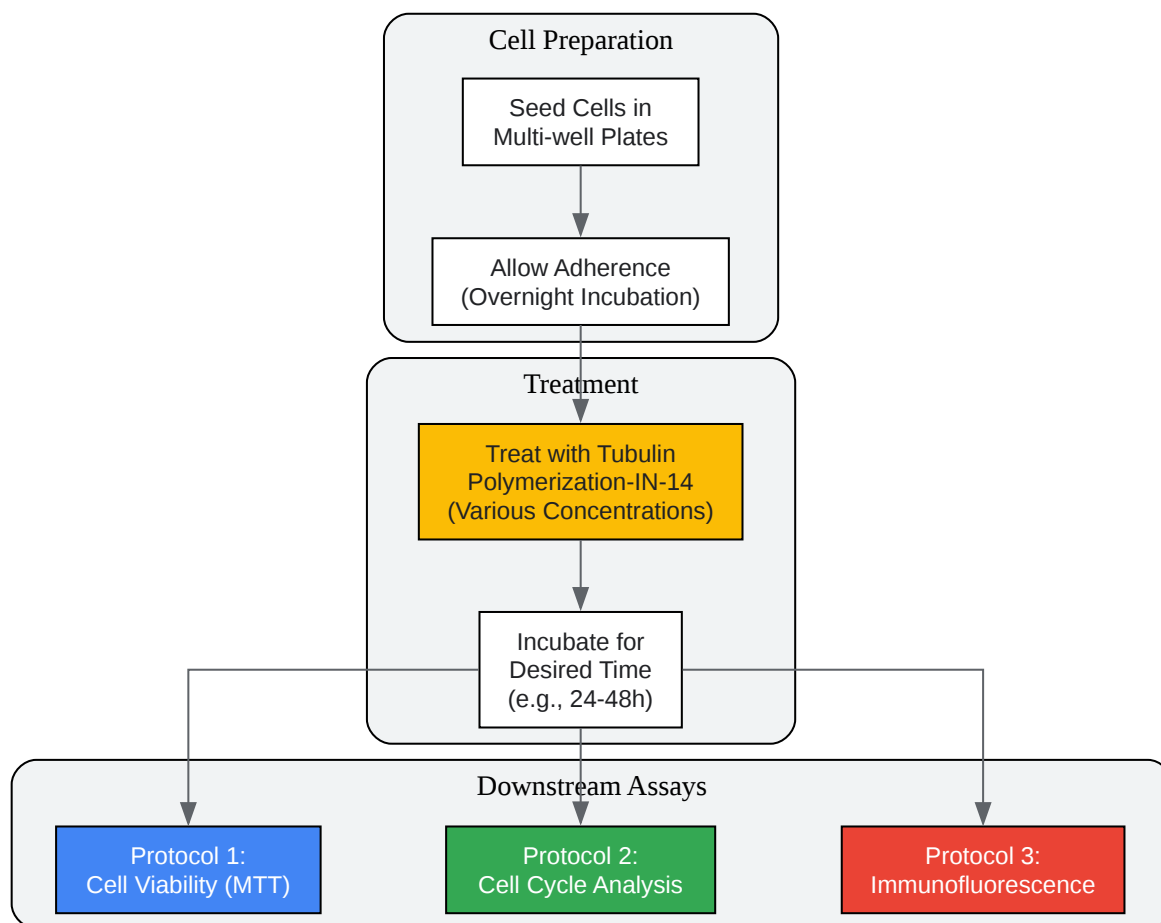 Cell Preparation
Seed Cells in
Multi-well Plates
Allow Adherence
(Overnight Incubation)
Treatment
Treat with Tubulin
Polymerization-IN-14
(Various Concentrations)
Incubate for
Desired Time
(e.g., 24-48h)
Downstream Assays
Protocol 1:
Cell Viability (MTT)
Protocol 2:
Cell Cycle Analysis
Protocol 3:
Immunofluorescence